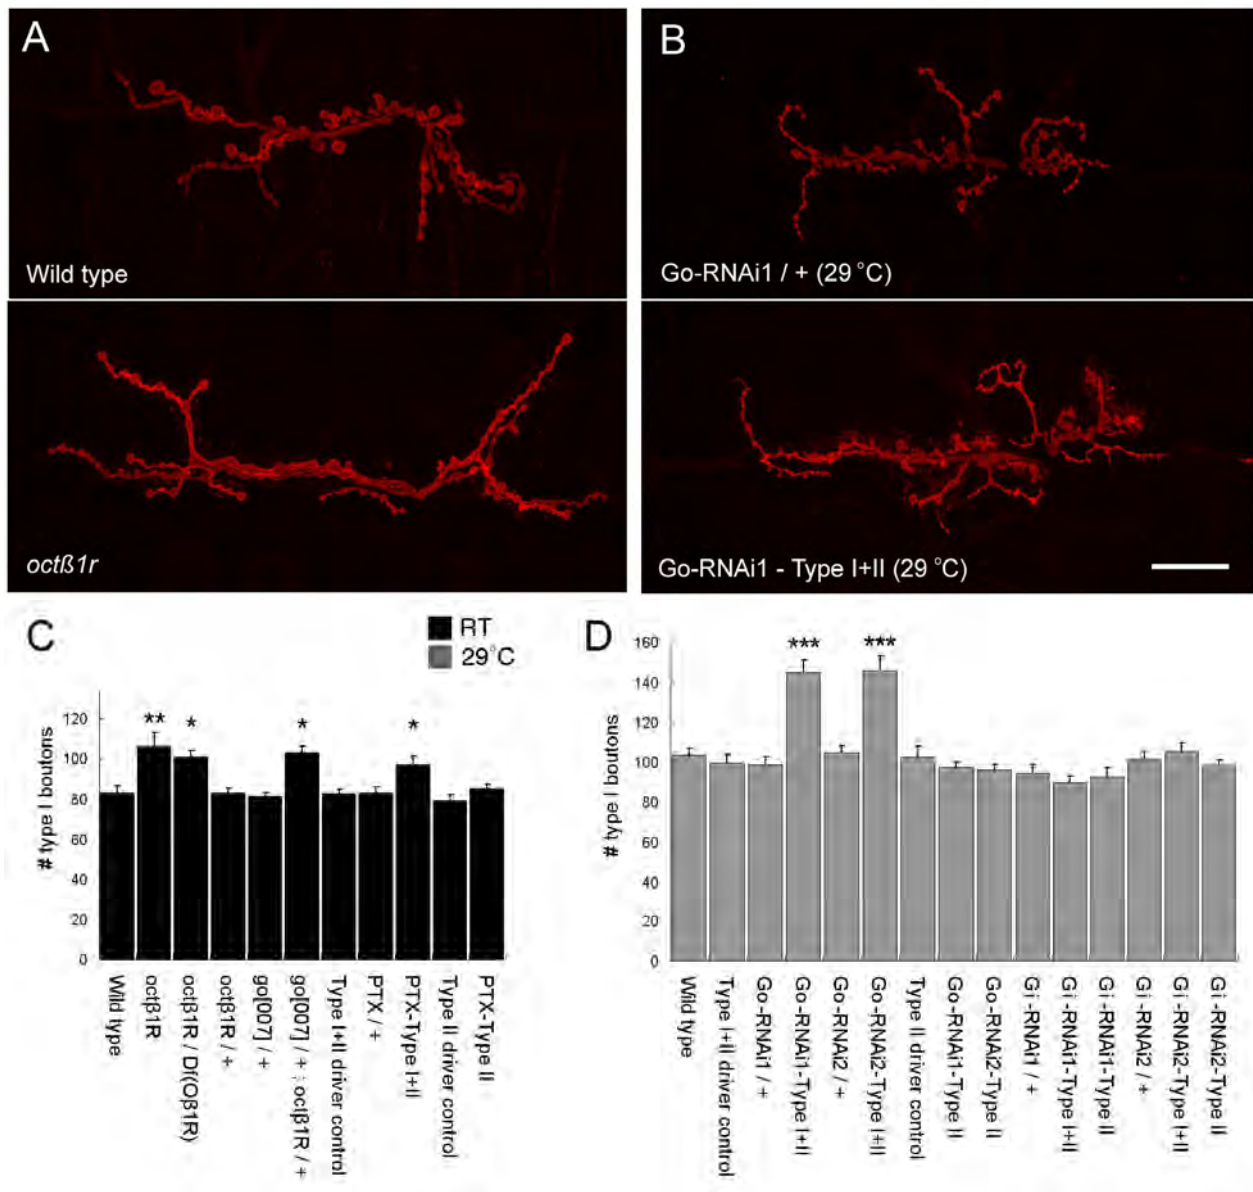 A
Wild type
octß1r
B
Go-RNAi1 / + (29 °C)
Go-RNAi1 - Type I+II (29 °C)
C
RT
29°C
# type I boutons
120
100
80
60
40
20
0
**
*
*
*
Wild type
octβ1R
octβ1R / Df(Oβ1R)
octβ1R / +
go[007] / +
go[007] / + ; octβ1R / +
Type I+II driver control
PTX / +
PTX-Type I+II
Type II driver control
PTX-Type II
D
# type I boutons
160
140
120
100
80
60
40
20
0
***
***
Wild type
Type I+II driver control
Go -RNAi1 / +
Go -RNAi1-Type I+II
Go -RNAi2 / +
Go -RNAi2-Type I+II
Type II driver control
Go -RNAi1-Type II
Go -RNAi2-Type II
Gi -RNAi1 / +
Gi -RNAi1-Type I+II
Gi -RNAi1-Type II
Gi -RNAi2 / +
Gi -RNAi2-Type I+II
Gi -RNAi2-Type II